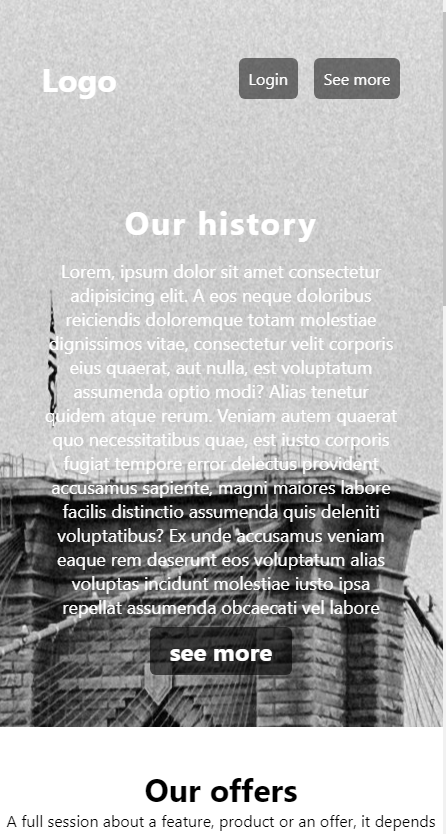 Logo
Login
See more
Our history
Lorem, ipsum dolor sit amet consectetur
adipisicing elit. A eos neque doloribus
reiciendis doloremque totam molestiae
dignissimos vitae, consectetur velit corporis
eius quaerat, aut nulla, est voluptatum
assumenda optio modi? Alias tenetur
quidem atque rerum. Veniam autem quaerat
quo necessitatibus quae, est iusto corporis
fugiat tempore error delectus provident
accusamus sapiente, magni maiores labore
facilis distinctio assumenda quis deleniti
voluptatibus? Ex unde accusamus veniam
eaque rem deserunt eos voluptatum alias
voluptas incidunt molestiae iusto ipsa
repellat assumenda obcaecati vel labore
see more
Our offers
A full session about a feature, product or an offer, it depends